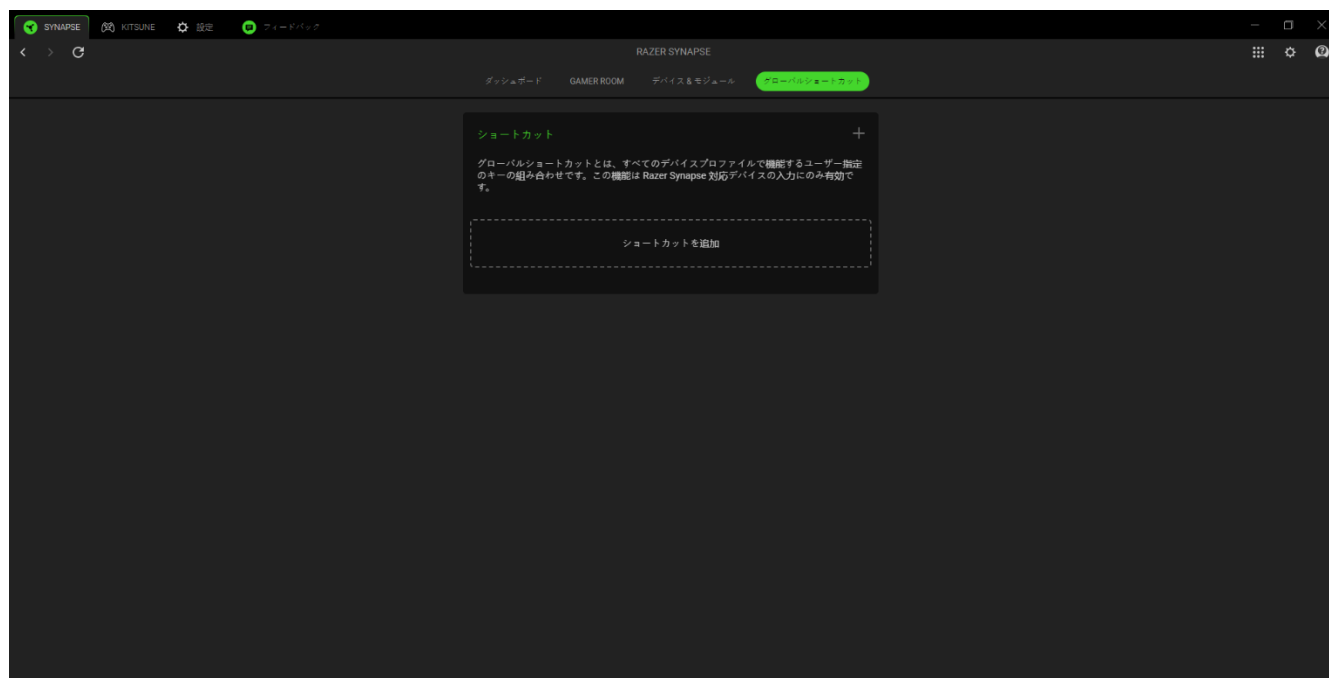 SYNAPSE KITSUNE 設定 フィードバック
RAZER SYNAPSE
ダッシュボード GAMER ROOM デバイス & モジュール グローバルショートカット
ショートカット
グローバルショートカットとは、すべてのデバイスプロファイルで機能するユーザー指定
のキーの組み合わせです。この機能は Razer Synapse 対応デバイスの入力にのみ有効で
す。
ショートカットを追加